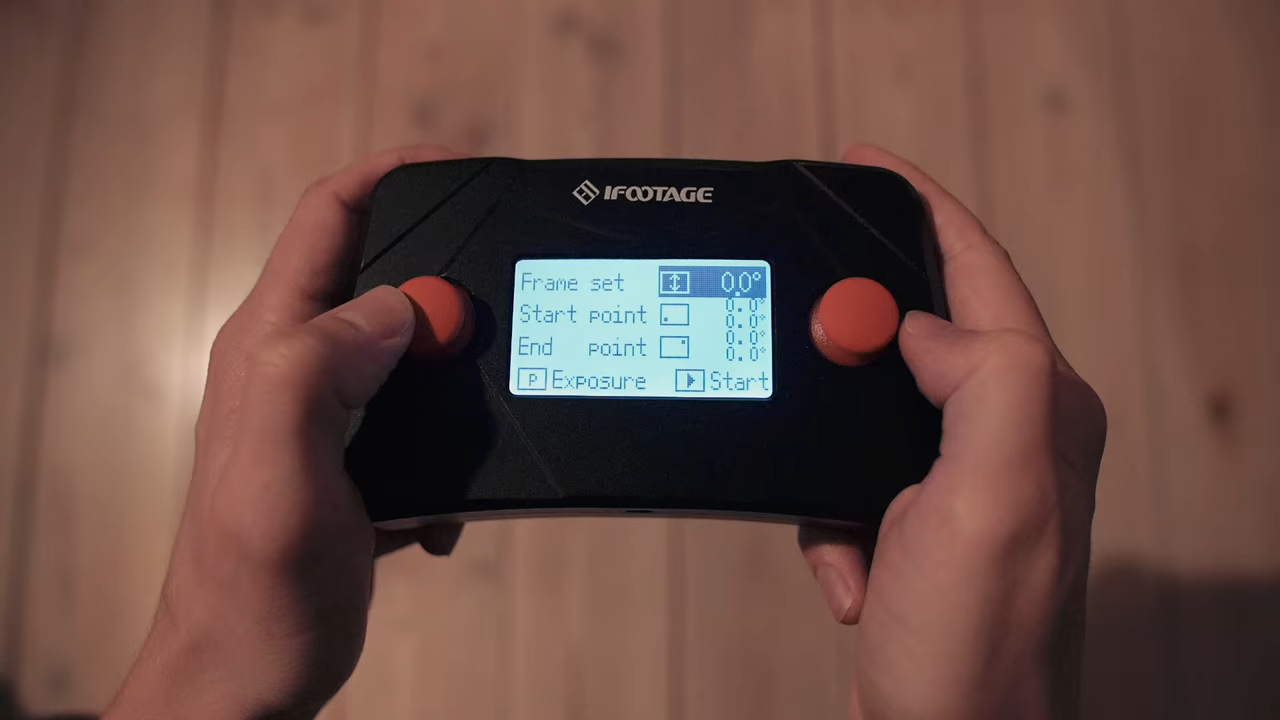 IFOOTAGE
Frame set 0.0°
Start point 0.0° 0.0°
End point 0.0° 0.0°
P Exposure Start